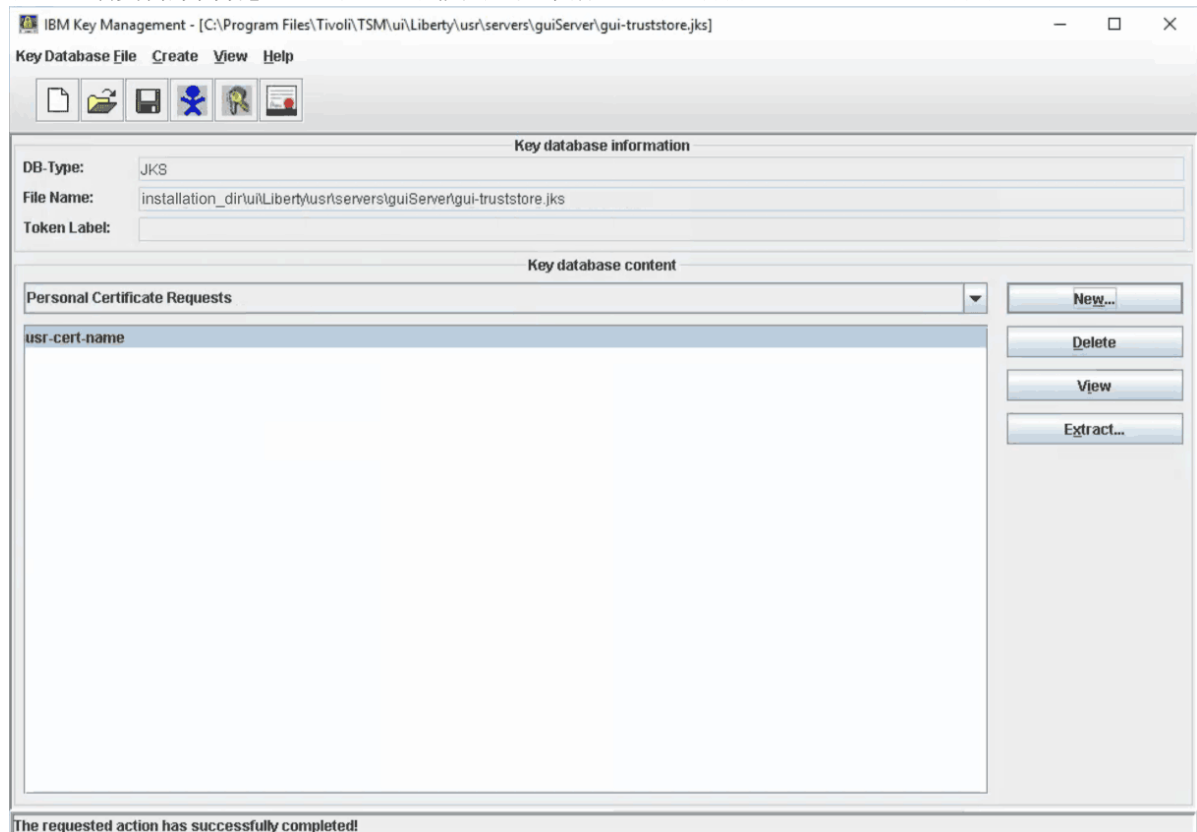 IBM Key Management - [C:\Program Files\Tivoli\TSM\ui\Liberty\usr\servers\guiServer\gui-truststore.jks]
Key Database File Create View Help
Key database information
DB-Type: JKS
File Name: installation_dir\ui\Liberty\usr\servers\guiServer\gui-truststore.jks
Token Label:
Key database content
Personal Certificate Requests
New...
usr-cert-name
Delete
View
Extract...
The requested action has successfully completed!